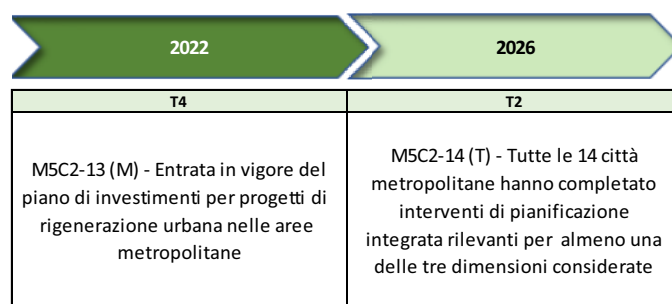 2022
2026
T4
T2
M5C2-13 (M) - Entrata in vigore del
piano di investimenti per progetti di
rigenerazione urbana nelle aree
metropolitane
M5C2-14 (T) - Tutte le 14 città
metropolitane hanno completato
interventi di pianificazione
integrata rilevanti per almeno una
delle tre dimensioni considerate